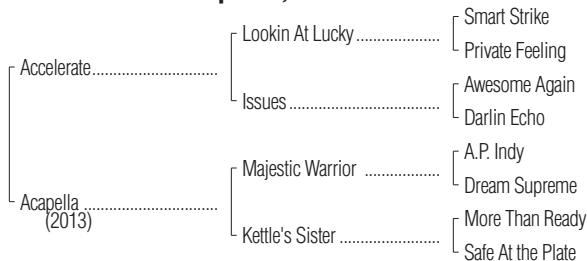 Smart Strike
Lookin At Lucky
Private Feeling
Accelerate
Awesome Again
Issues
Darlin Echo
A.P. Indy
Majestic Warrior
Dream Supreme
Acapella
(2013)
More Than Ready
Kettle's Sister
Safe At the Plate